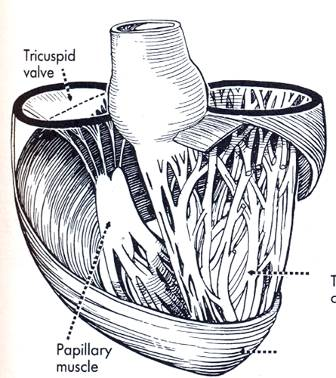 Tricuspid
valve
T
c
Papillary
muscle